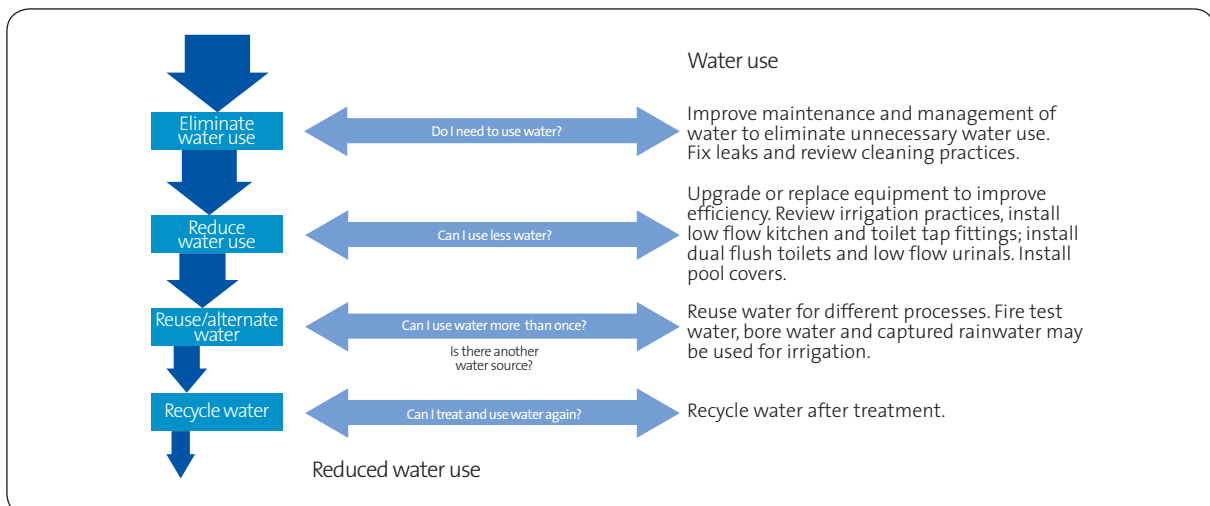 Water use
Eliminate
water use
Do I need to use water?
Improve maintenance and management of
water to eliminate unnecessary water use.
Fix leaks and review cleaning practices.
Reduce
water use
Can I use less water?
Upgrade or replace equipment to improve
efficiency. Review irrigation practices, install
low flow kitchen and toilet tap fittings; install
dual flush toilets and low flow urinals. Install
pool covers.
Reuse/alternate
water
Can I use water more than once?
Is there another
water source?
Reuse water for different processes. Fire test
water, bore water and captured rainwater may
be used for irrigation.
Recycle water
Can I treat and use water again?
Recycle water after treatment.
Reduced water use